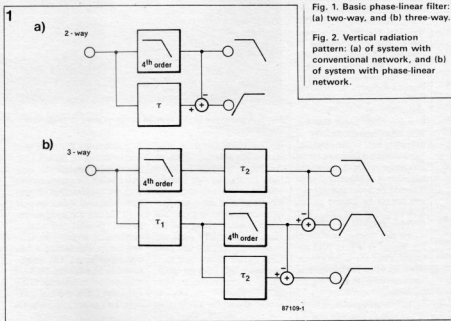 1
Fig. 1. Basic phase-linear filter:
(a) two-way, and (b) three-way.
Fig. 2. Vertical radiation
pattern: (a) of system with
conventional network, and (b)
of system with phase-linear
network.
a)
2-way
4th order
τ
−
+
+
b)
3-way
4th order
τ2
−
+
+
τ1
4th order
−
+
+
τ2
87109-1